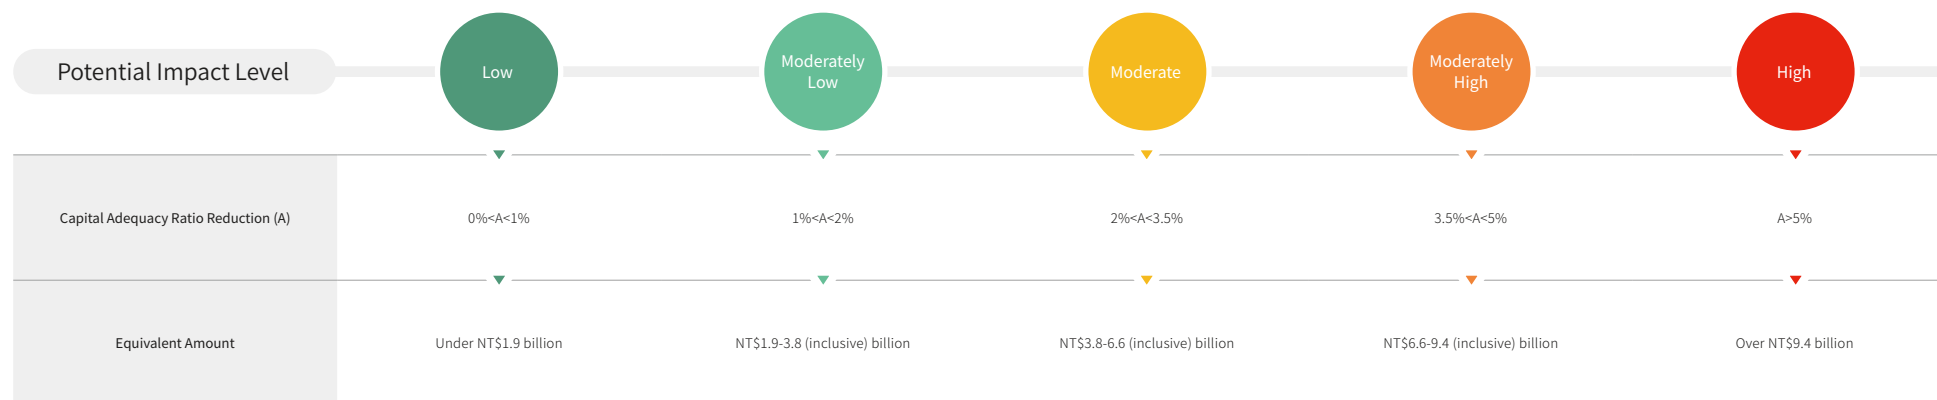 Potential Impact Level
Low
Moderately
Low
Moderate
Moderately
High
High
Capital Adequacy Ratio Reduction (A)
0%<A<1%
1%<A<2%
2%<A<3.5%
3.5%<A<5%
A>5%
Equivalent Amount
Under NT$1.9 billion
NT$1.9-3.8 (inclusive) billion
NT$3.8-6.6 (inclusive) billion
NT$6.6-9.4 (inclusive) billion
Over NT$9.4 billion